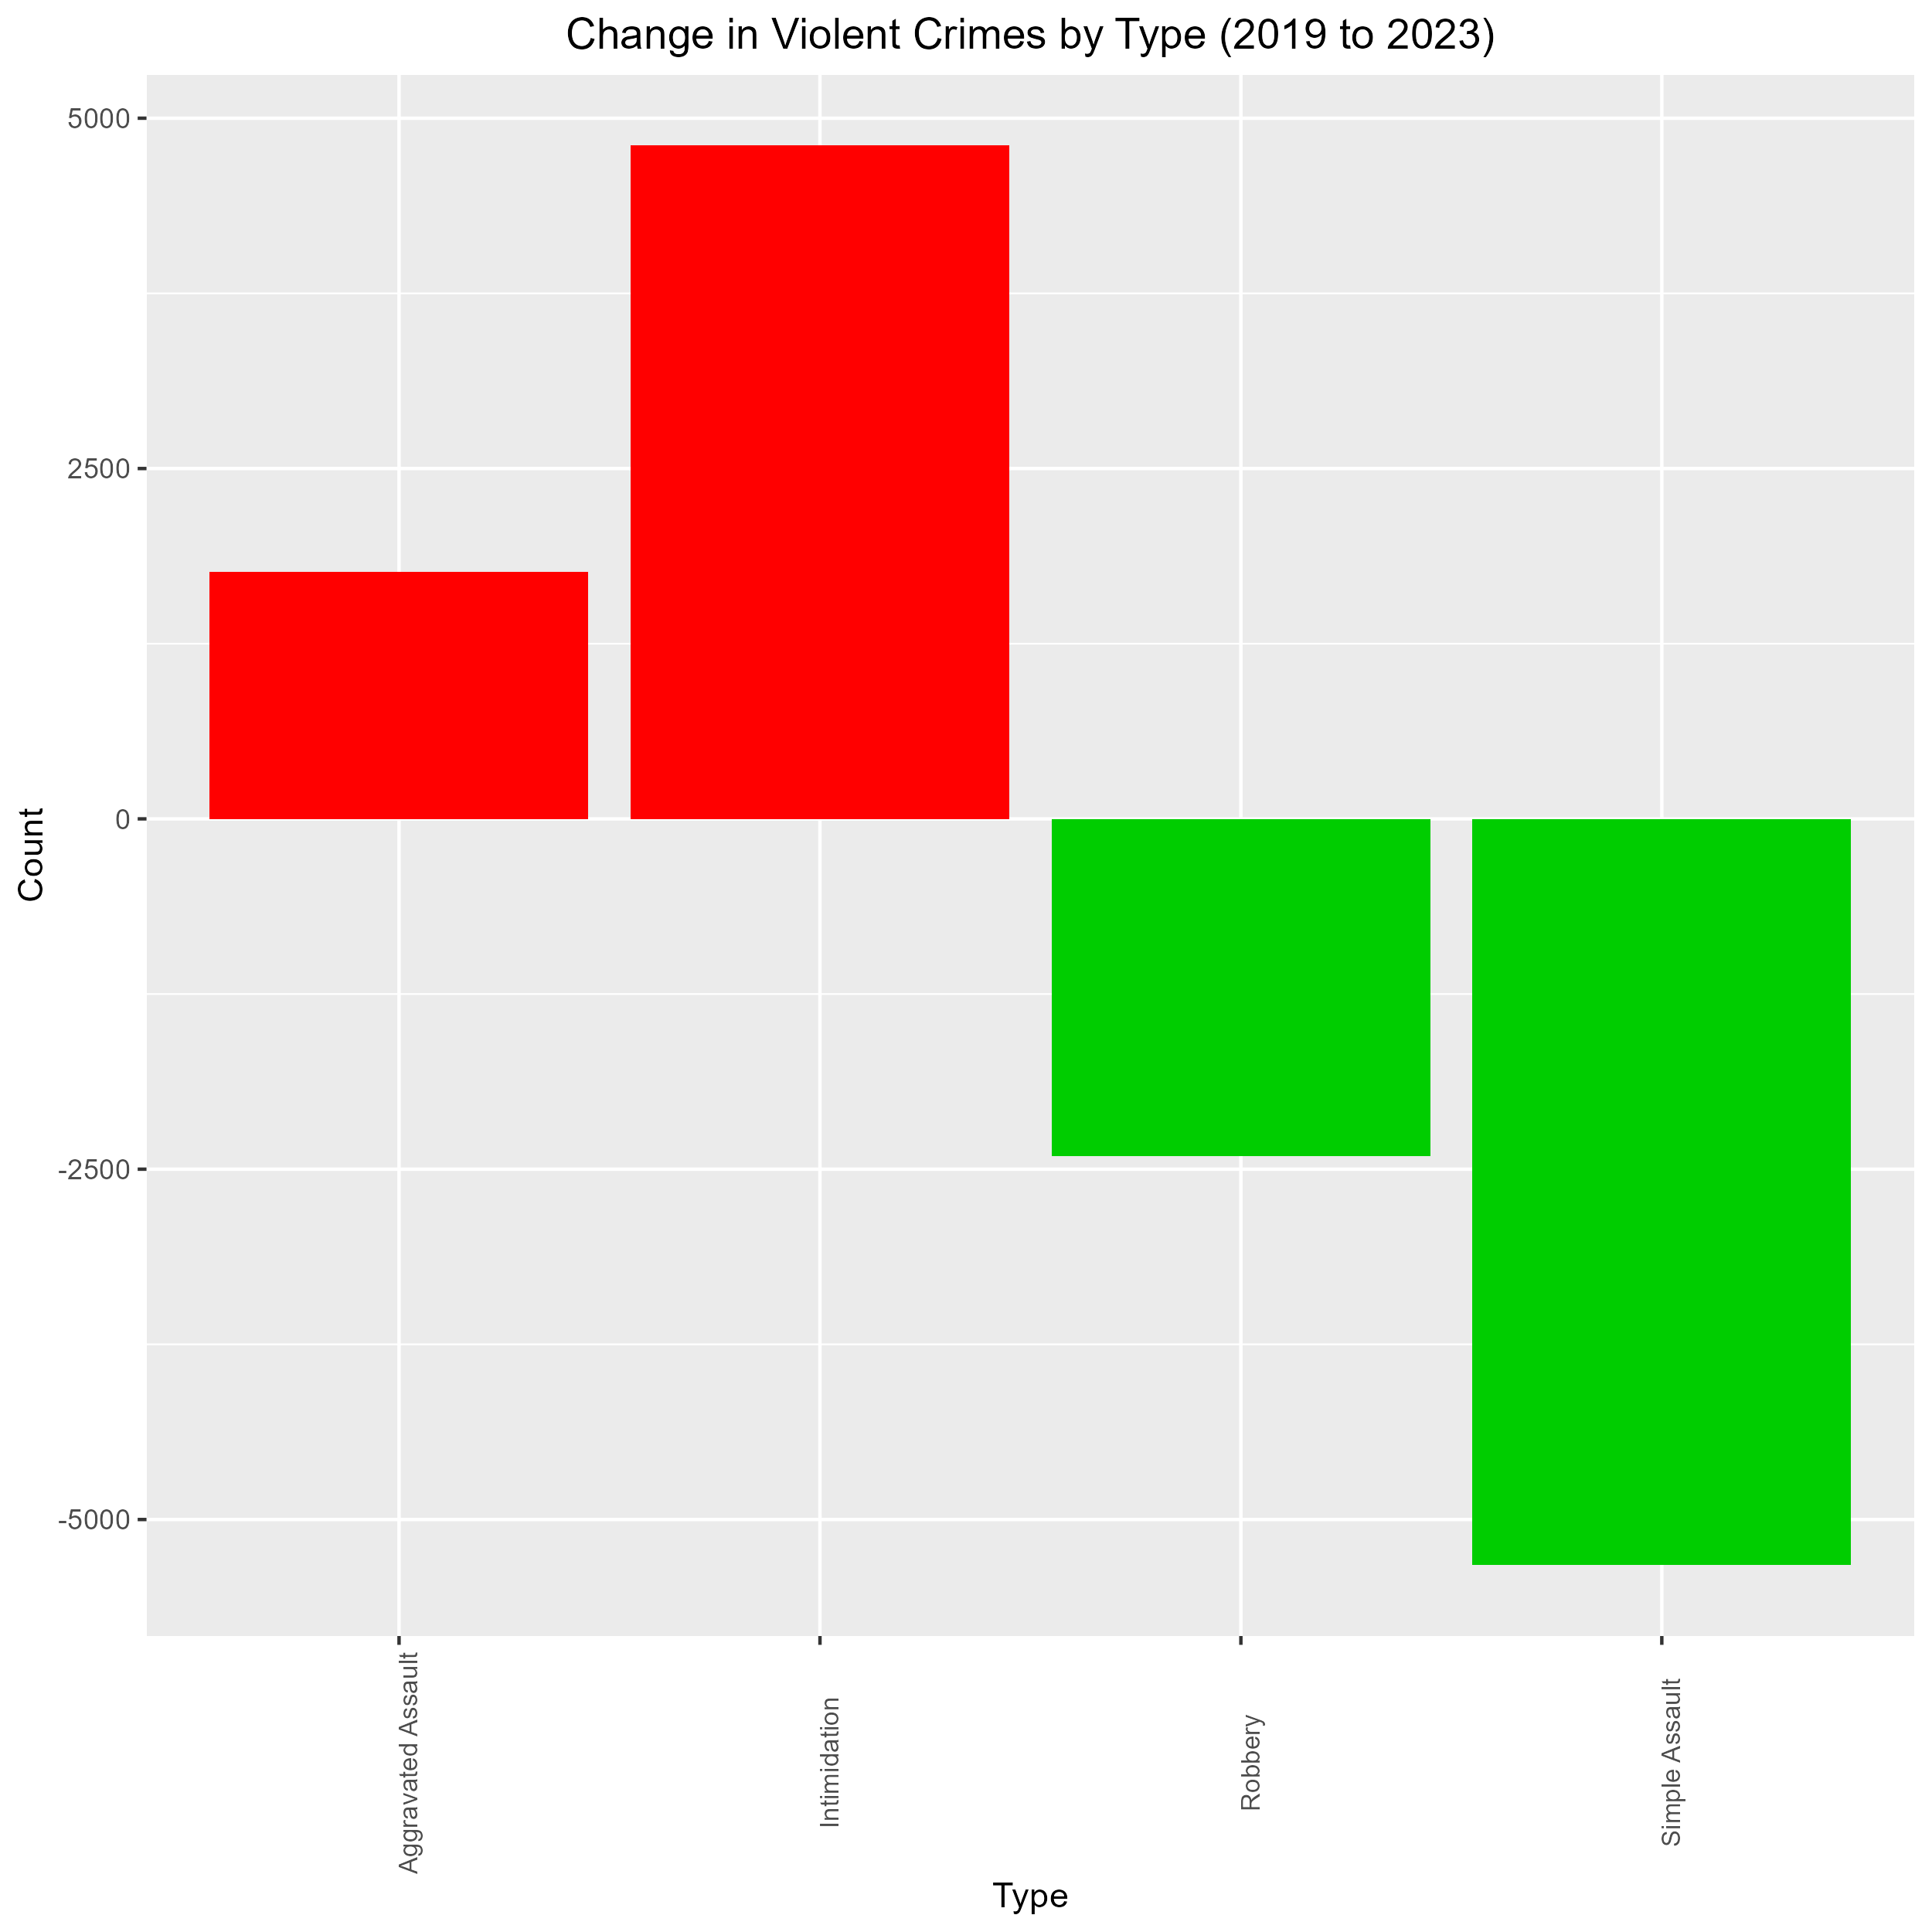 Change in Violent Crimes by Type (2019 to 2023)
5000
2500
0
-2500
-5000
Count
Aggravated Assault
Intimidation
Robbery
Simple Assault
Type